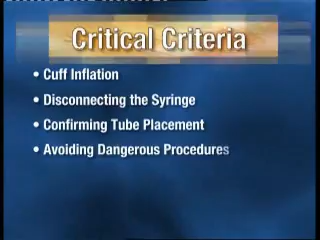 Critical Criteria
• Cuff Inflation
• Disconnecting the Syringe
• Confirming Tube Placement
• Avoiding Dangerous Procedures